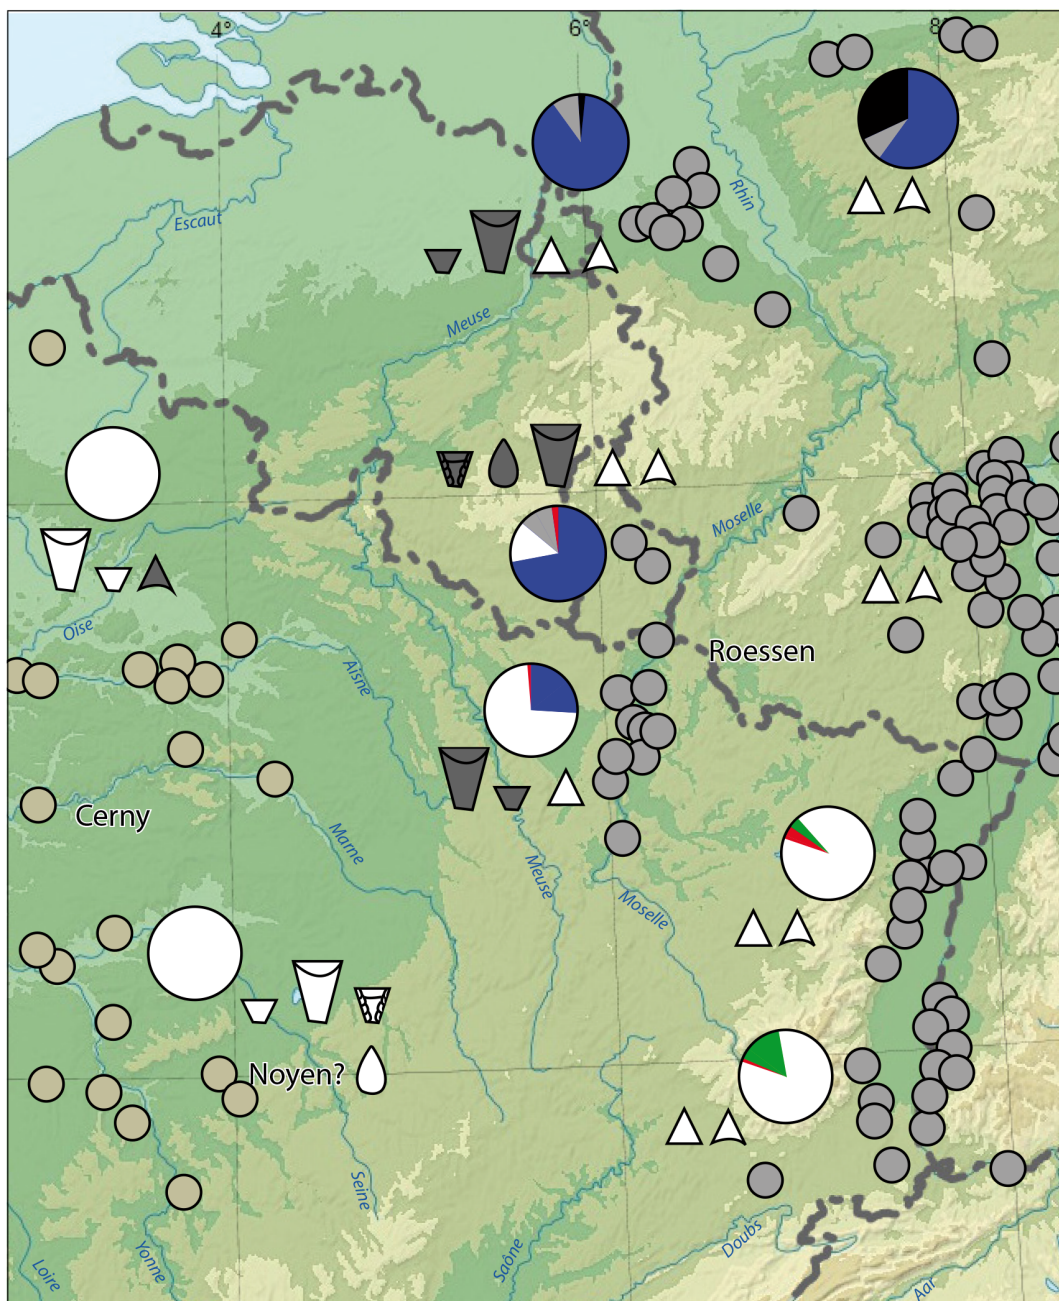 4°
6°
8°
Rhin
Escaut
Meuse
Moselle
Oise
Roessen
Aisne
Cerny
Marne
Meuse
Moselle
Noyen?
Seine
Doubs
Saône
Yonne
Loire
Aar